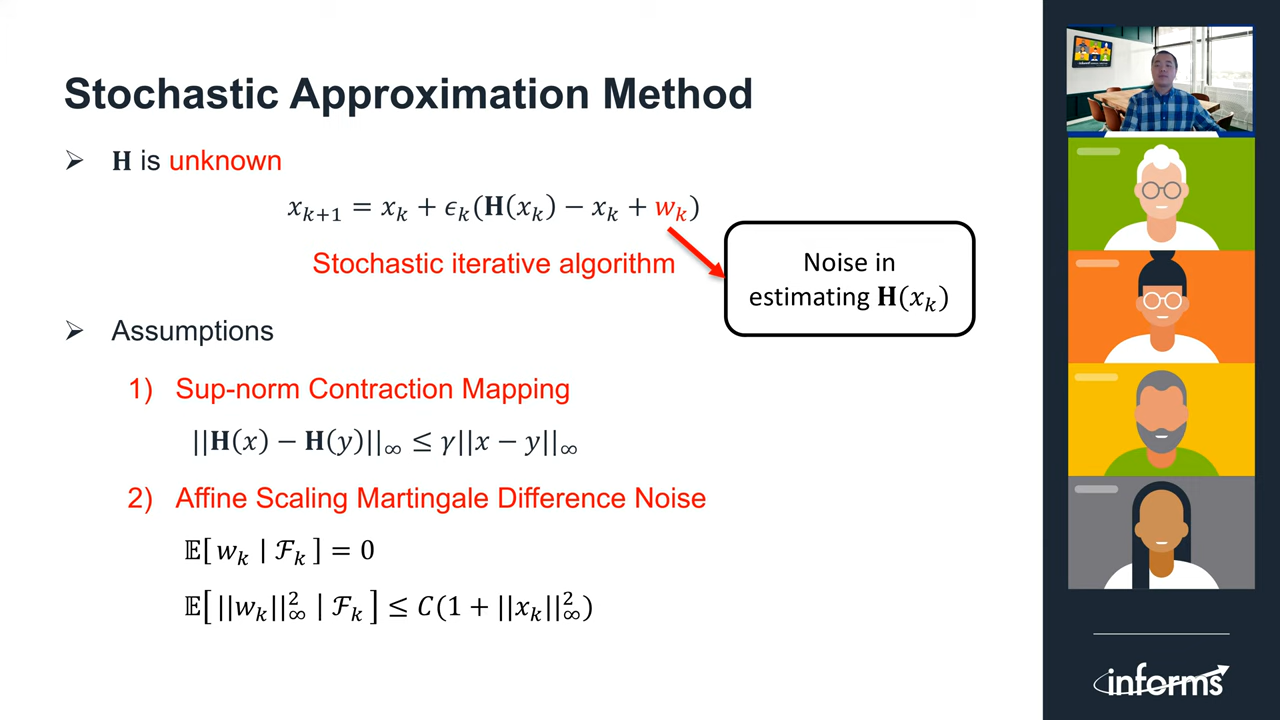 Stochastic Approximation Method
➢ 𝐇 is unknown
x_{k+1} = x_k + ϵ_k(𝐇(x_k) − x_k + w_k)
Stochastic iterative algorithm
Noise in
estimating 𝐇(x_k)
➢ Assumptions
1) Sup-norm Contraction Mapping
||𝐇(x) − 𝐇(y)||_∞ ≤ γ||x − y||_∞
2) Affine Scaling Martingale Difference Noise
𝔼[ w_k | ℱ_k ] = 0
𝔼[ ||w_k||_∞^2 | ℱ_k ] ≤ C(1 + ||x_k||_∞^2)
informs